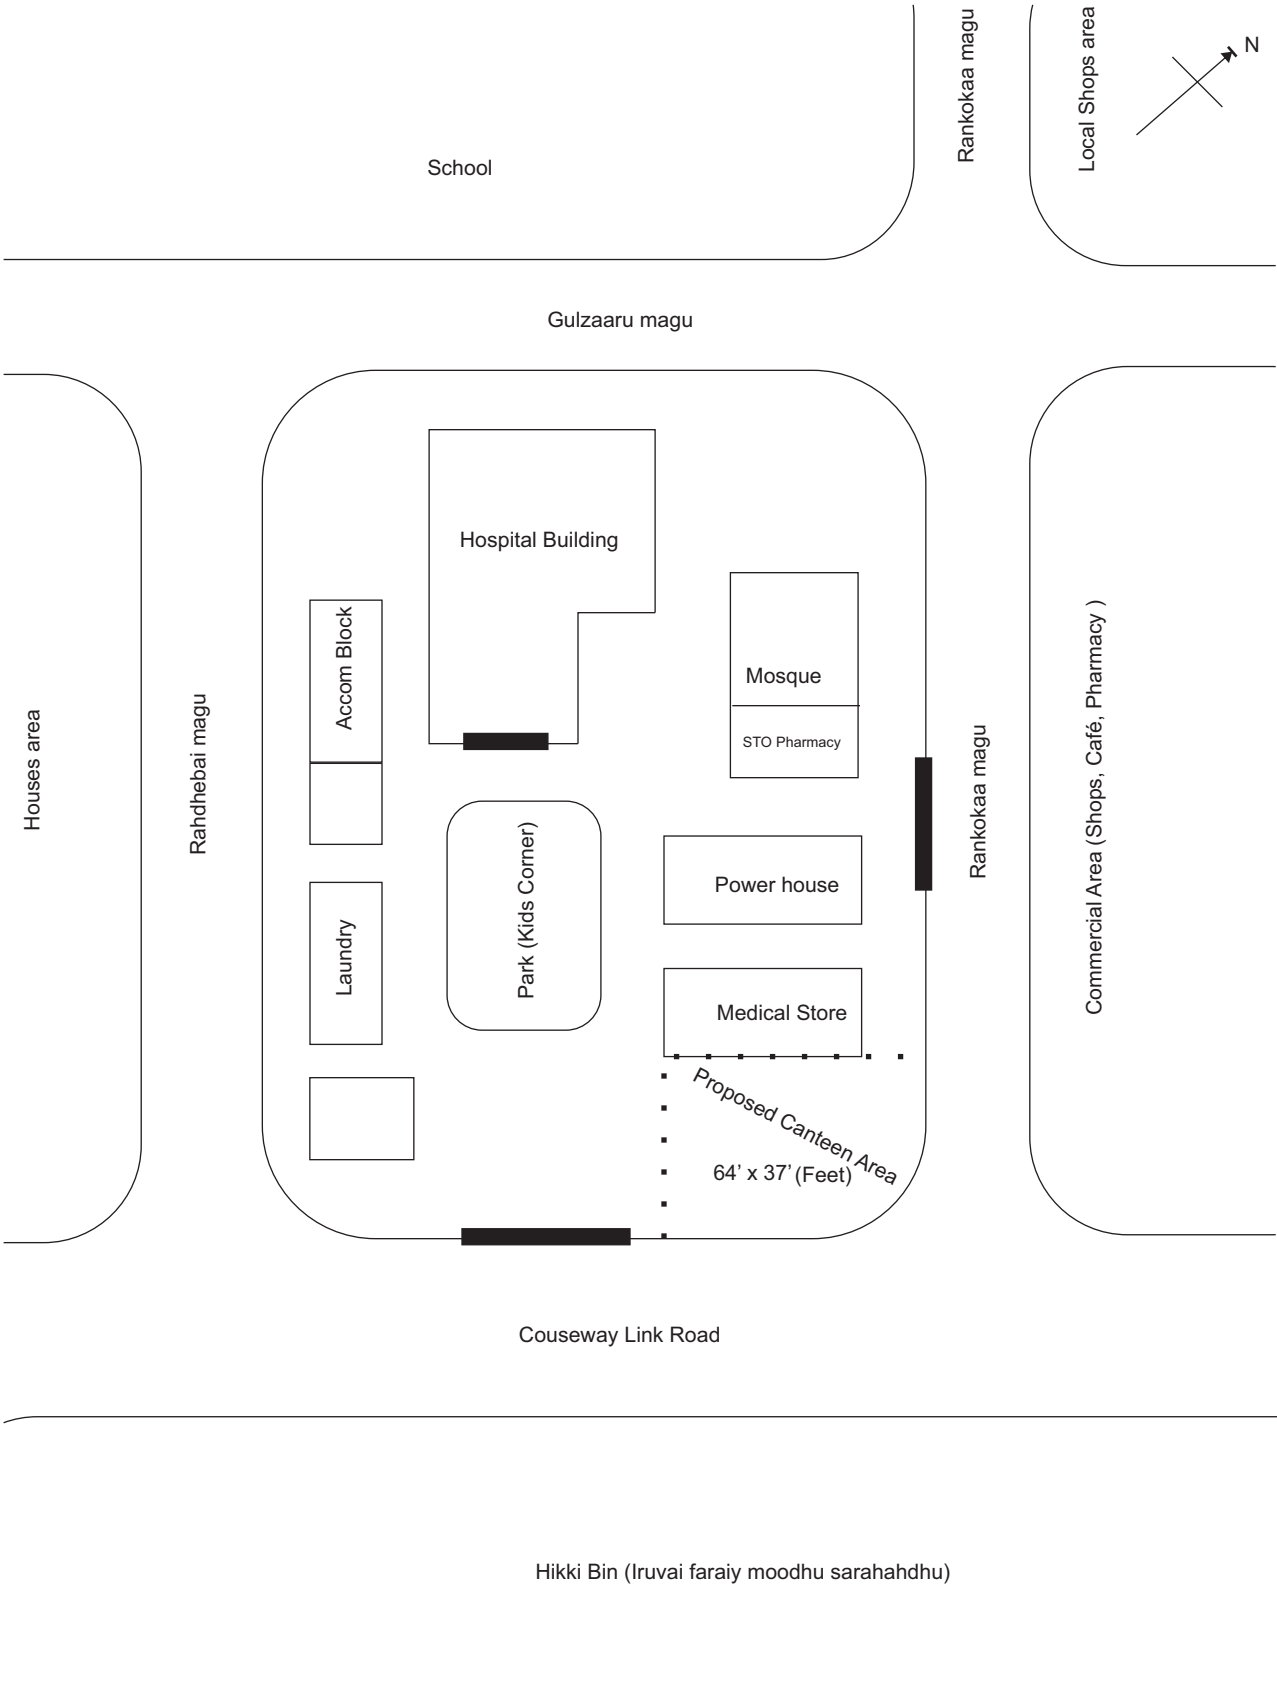 Rankokaa magu
Local Shops area
N
School
Gulzaaru magu
Hospital Building
Accom Block
Mosque
STO Pharmacy
Houses area
Rahdhebai magu
Park (Kids Corner)
Power house
Rankokaa magu
Commercial Area (Shops, Café, Pharmacy )
Laundry
Medical Store
Proposed Canteen Area
64’ x 37’ (Feet)
Couseway Link Road
Hikki Bin (Iruvai faraiy moodhu sarahahdhu)